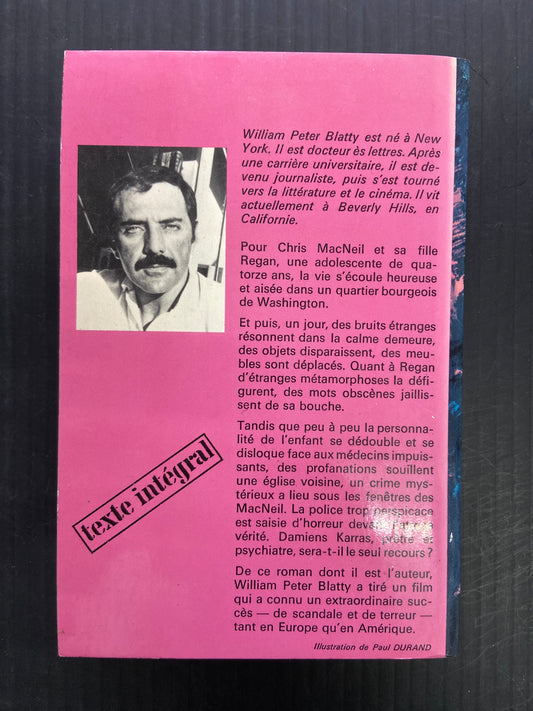 William Peter Blatty est né à New
York. Il est docteur ès lettres. Après
une carrière universitaire, il est de-
venu journaliste, puis s'est tourné
vers la littérature et le cinéma. Il vit
actuellement à Beverly Hills, en
Californie.
Pour Chris MacNeil et sa fille
Regan, une adolescente de qua-
torze ans, la vie s'écoule heureuse
et aisée dans un quartier bourgeois
de Washington.
Et puis, un jour, des bruits étranges
résonnent dans la calme demeure,
des objets disparaissent, des meu-
bles sont déplacés. Quant à Regan
d'étranges métamorphoses la défi-
gurent, des mots obscènes jaillis-
sent de sa bouche.
Tandis que peu à peu la personna-
lité de l'enfant se dédouble et se
disloque face aux médecins impuis-
sants, des profanations souillent
une église voisine, un crime mys-
térieux a lieu sous les fenêtres des
MacNeil. La police trop perspicace
est saisie d'horreur devant
vérité. Damiens Karras, prêtre et
psychiatre, sera-t-il le seul recours ?
De ce roman dont il est l'auteur,
William Peter Blatty a tiré un film
qui a connu un extraordinaire suc-
cès — de scandale et de terreur —
tant en Europe qu'en Amérique.
Illustration de Paul DURAND
texte intégral